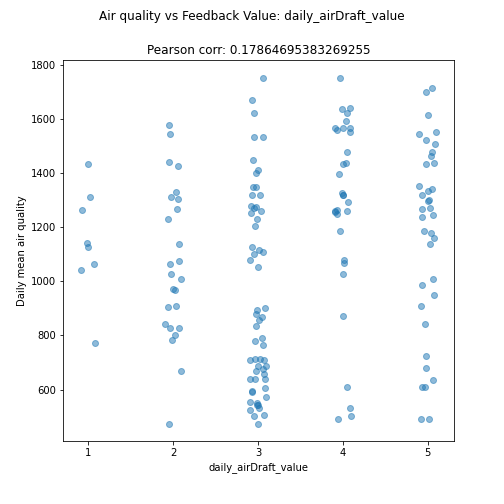 Air quality vs Feedback Value: daily_airDraft_value
Pearson corr: 0.17864695383269255
1800
1600
1400
1200
1000
800
600
Daily mean air quality
1 2 3 4 5
daily_airDraft_value